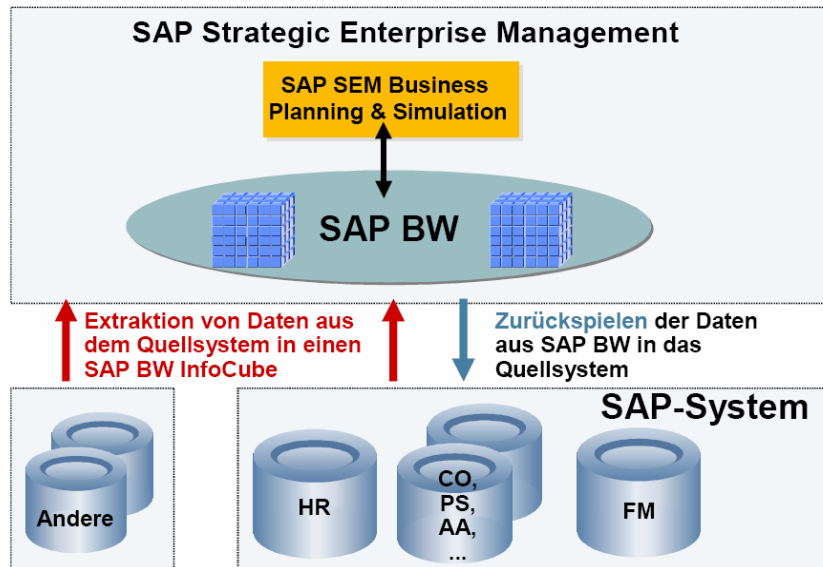 SAP Strategic Enterprise Management
SAP SEM Business
Planning & Simulation
SAP BW
Extraktion von Daten aus
dem Quellsystem in einen
SAP BW InfoCube
Zurückspielen der Daten
aus SAP BW in das
Quellsystem
SAP-System
Andere
HR
CO,
PS,
AA,
...
FM